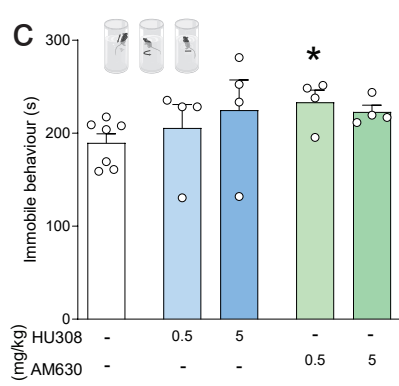 C
300
200
100
0
Immobile behaviour (s)
*
(mg/kg)
HU308 - 0.5 5 - -
AM630 - - - 0.5 5